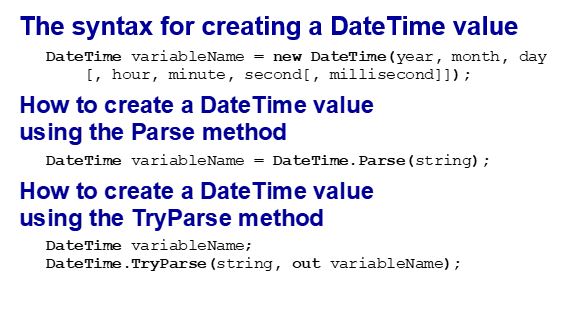 The syntax for creating a DateTime value
DateTime variableName = new DateTime(year, month, day
[, hour, minute, second[, millisecond]]);
How to create a DateTime value
using the Parse method
DateTime variableName = DateTime.Parse(string);
How to create a DateTime value
using the TryParse method
DateTime variableName;
DateTime.TryParse(string, out variableName);